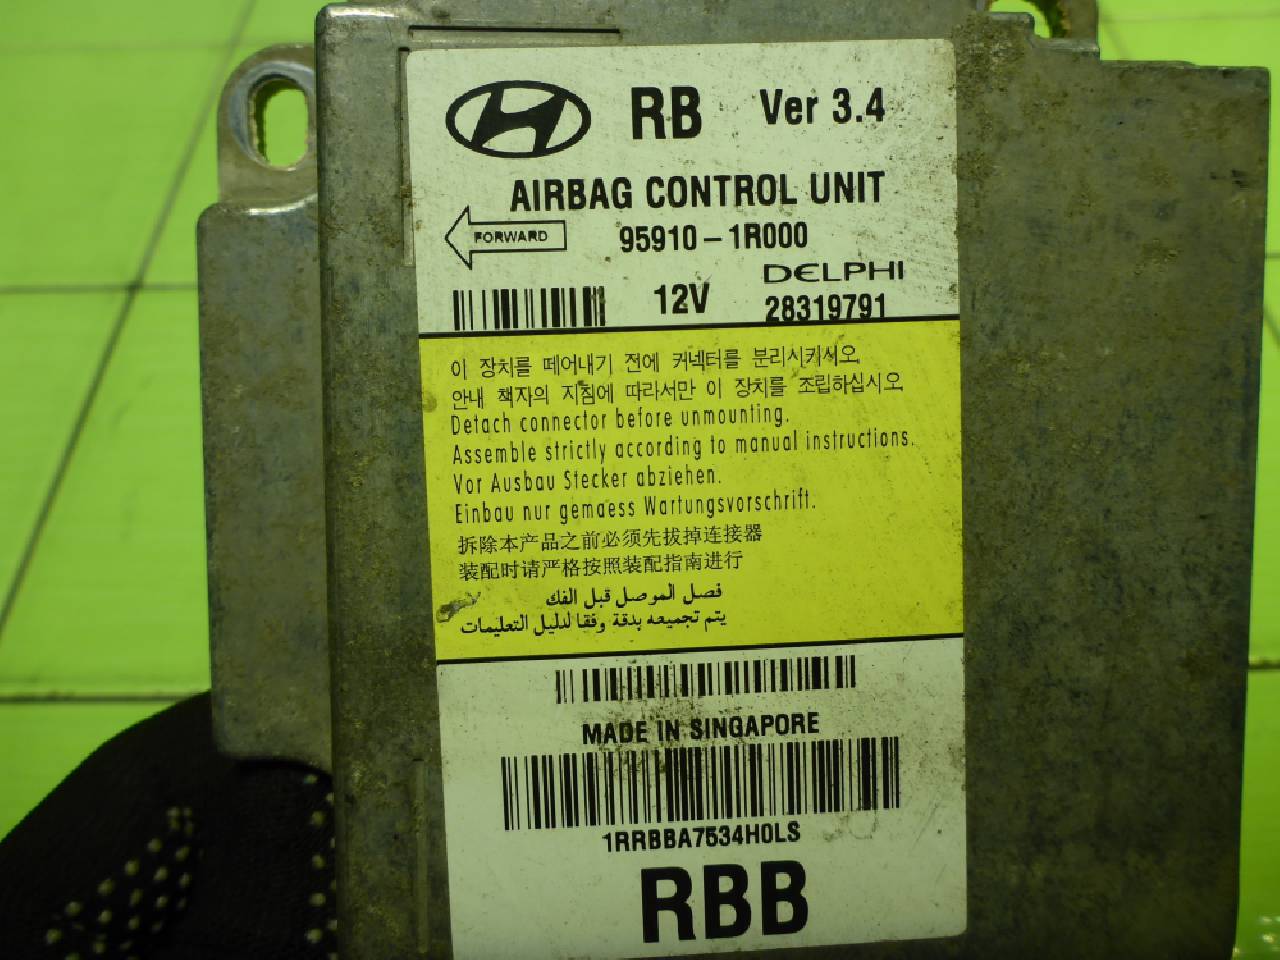 RB Ver 3.4
AIRBAG CONTROL UNIT
FORWARD 95910-1R000
DELPHI
12V 28319791
이 장치를 떼어내기 전에 커넥터를 분리시키시오
안내 책자의 지침에 따라서만 이 장치를 조립하십시오
Detach connector before unmounting.
Assemble strictly according to manual instructions.
Vor Ausbau Stecker abziehen.
Einbau nur gemaess Wartungsvorschrift.
拆除本产品之前必须先拔掉连接器
装配时请严格按照装配指南进行
فصل الموصل قبل الفك
يتم تجميعه بدقة وفقا لدليل التعليمات
MADE IN SINGAPORE
1RRBBA7534H0LS
RBB